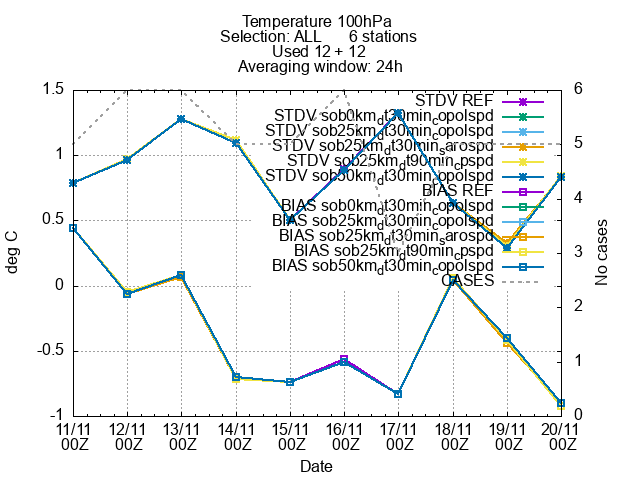 Temperature 100hPa
Selection: ALL 6 stations
Used 12 + 12
Averaging window: 24h
STDV REF
STDV sob0km_dt30min_copolspd
STDV sob25km_dt30min_copolspd
STDV sob25km_dt30min_sarospd
STDV sob25km_dt90min_cpspd
STDV sob50km_dt30min_copolspd
BIAS REF
BIAS sob0km_dt30min_copolspd
BIAS sob25km_dt30min_copolspd
BIAS sob25km_dt30min_sarospd
BIAS sob25km_dt90min_cpspd
BIAS sob50km_dt30min_copolspd
CASES
1.5
1
0.5
0
-0.5
-1
deg C
6
5
4
3
2
1
0
No cases
11/11 12/11 13/11 14/11 15/11 16/11 17/11 18/11 19/11 20/11
00Z 00Z 00Z 00Z 00Z 00Z 00Z 00Z 00Z 00Z
Date